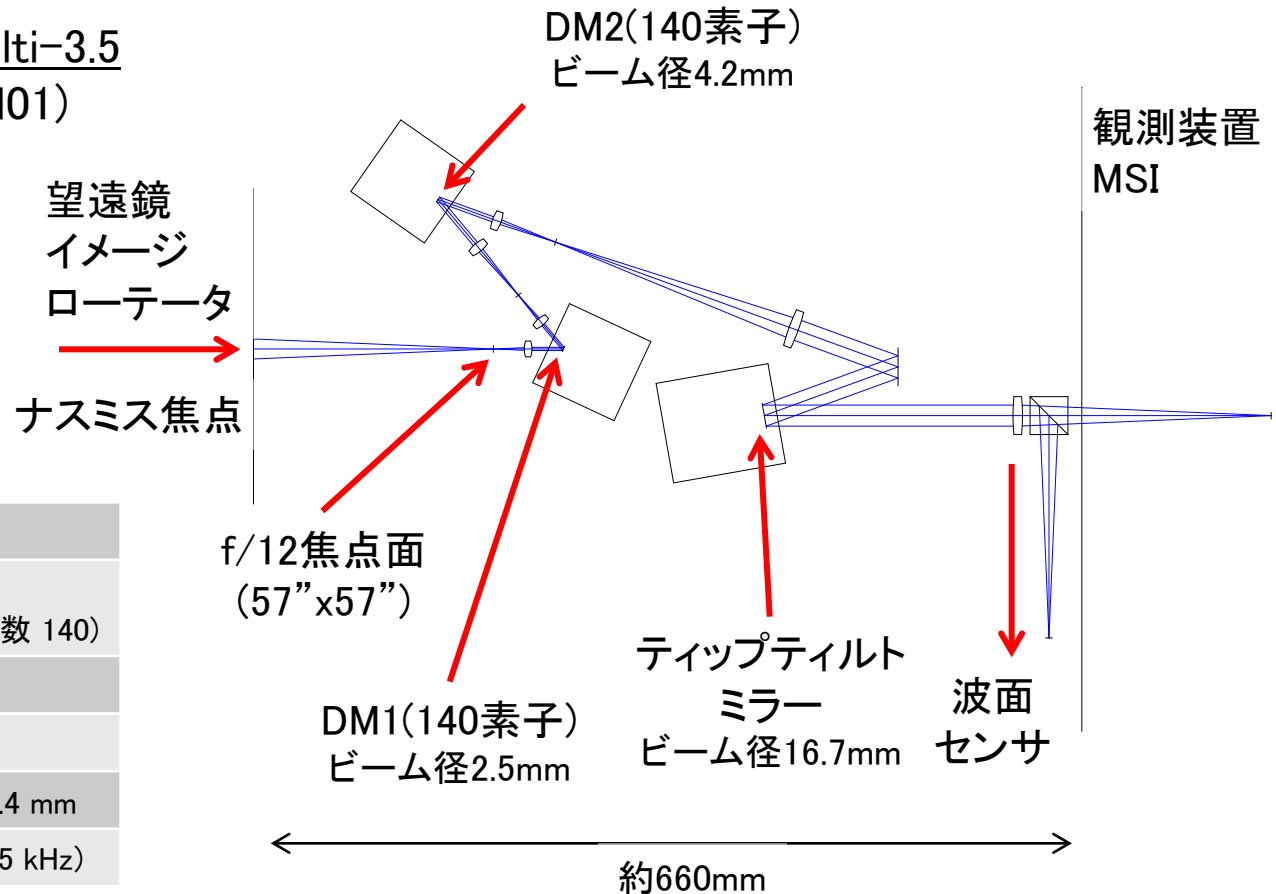 lti-3.5
101)
DM2(140素子)
ビーム径4.2mm
観測装置
MSI
望遠鏡
イメージ
ローテータ
ナスミス焦点
f/12焦点面
(57”x57”)
DM1(140素子)
ビーム径2.5mm
ティップティルト
ミラー
ビーム径16.7mm
波面
センサ
数 140)
.4 mm
5 kHz)
約660mm